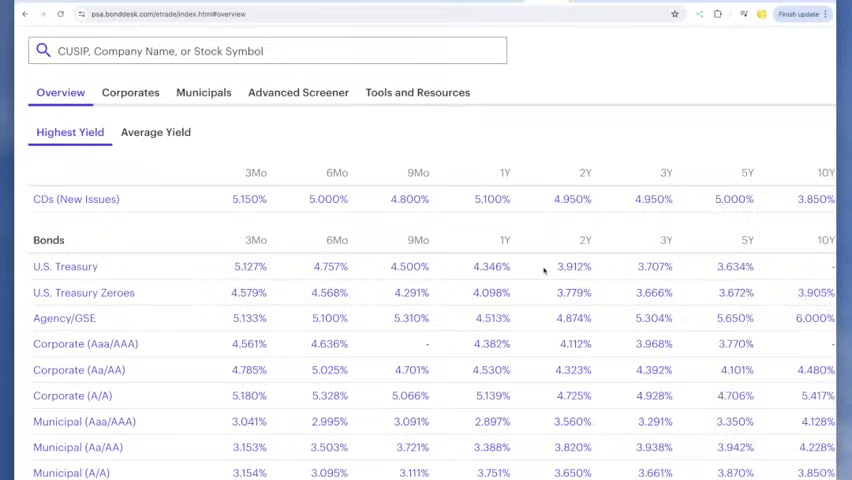 psa.bonddesk.com/etrade/index.html#overview
Finish update
CUSIP, Company Name, or Stock Symbol
Overview Corporates Municipals Advanced Screener Tools and Resources
Highest Yield Average Yield
3Mo 6Mo 9Mo 1Y 2Y 3Y 5Y 10Y
CDs (New Issues) 5.150% 5.000% 4.800% 5.100% 4.950% 4.950% 5.000% 3.850%
Bonds 3Mo 6Mo 9Mo 1Y 2Y 3Y 5Y 10Y
U.S. Treasury 5.127% 4.757% 4.500% 4.346% 3.912% 3.707% 3.634% -
U.S. Treasury Zeroes 4.579% 4.568% 4.291% 4.098% 3.779% 3.666% 3.672% 3.905%
Agency/GSE 5.133% 5.100% 5.310% 4.513% 4.874% 5.304% 5.650% 6.000%
Corporate (Aaa/AAA) 4.561% 4.636% - 4.382% 4.112% 3.968% 3.770% -
Corporate (Aa/AA) 4.785% 5.025% 4.701% 4.530% 4.323% 4.392% 4.101% 4.480%
Corporate (A/A) 5.180% 5.328% 5.066% 5.139% 4.725% 4.928% 4.706% 5.417%
Municipal (Aaa/AAA) 3.041% 2.995% 3.091% 2.897% 3.560% 3.291% 3.350% 4.128%
Municipal (Aa/AA) 3.153% 3.503% 3.721% 3.388% 3.820% 3.938% 3.942% 4.228%
Municipal (A/A) 3.154% 3.095% 3.111% 3.751% 3.650% 3.661% 3.870% 3.850%